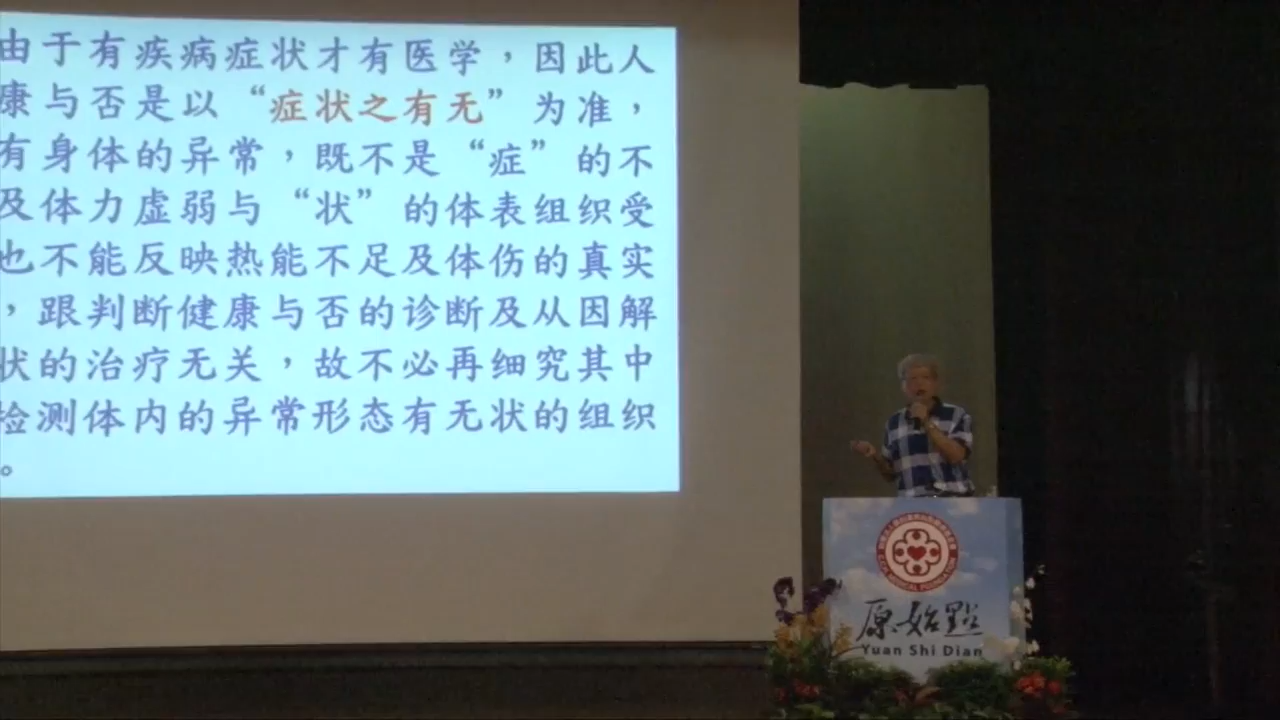 由于有疾病症状才有医学，因此人
康与否是以“症状之有无”为准，
有身体的异常，既不是“症”的不
及体力虚弱与“状”的体表组织受
也不能反映热能不足及体伤的真实
，跟判断健康与否的诊断及从因解
状的治疗无关，故不必再细究其中
检测体内的异常形态有无状的组织
。
原始點
Yuan Shi Dian